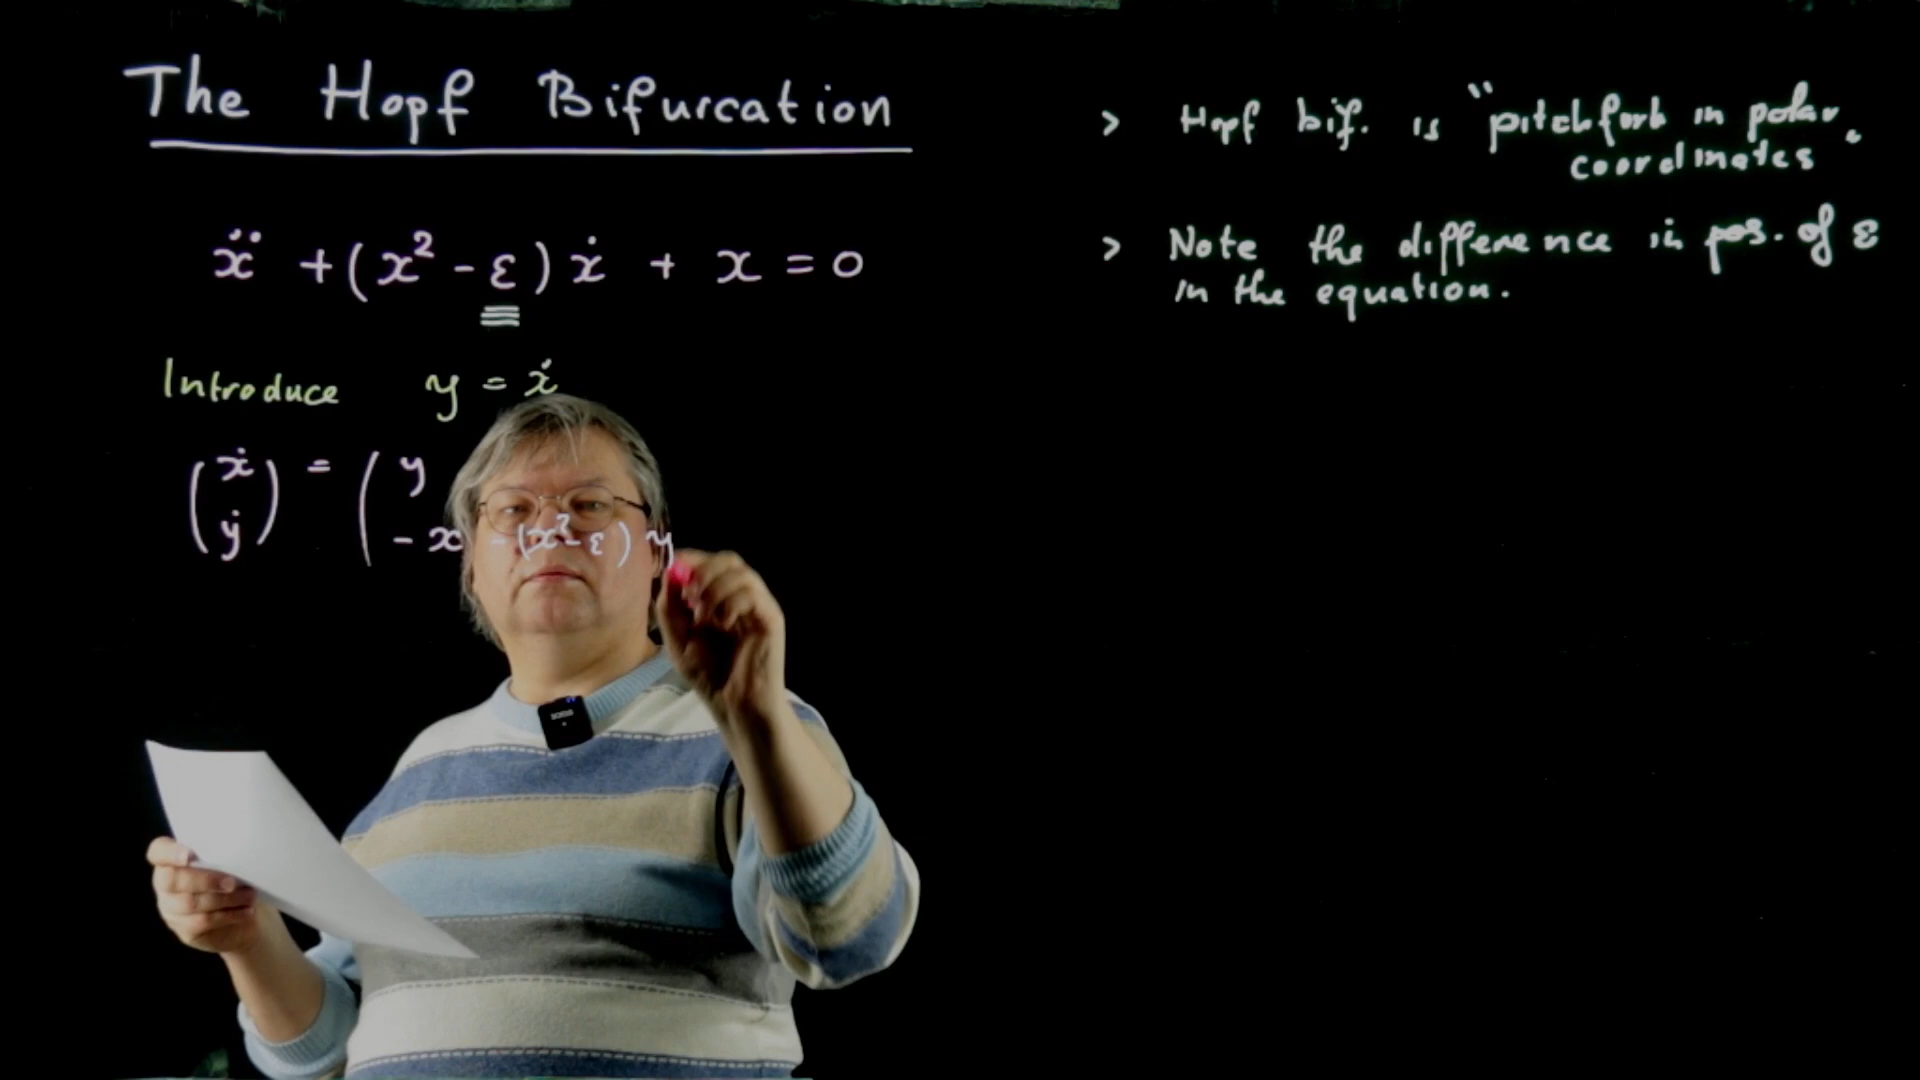 The Hopf Bifurcation
ẍ + (x² - ε) ẋ + x = 0
Introduce y = ẋ
(ẋ ẏ) = (y
- x - (x² - ε) y
> Hopf bif. is "pitchfork in polar
coordinates
> Note the difference in pos. of ε
in the equation.